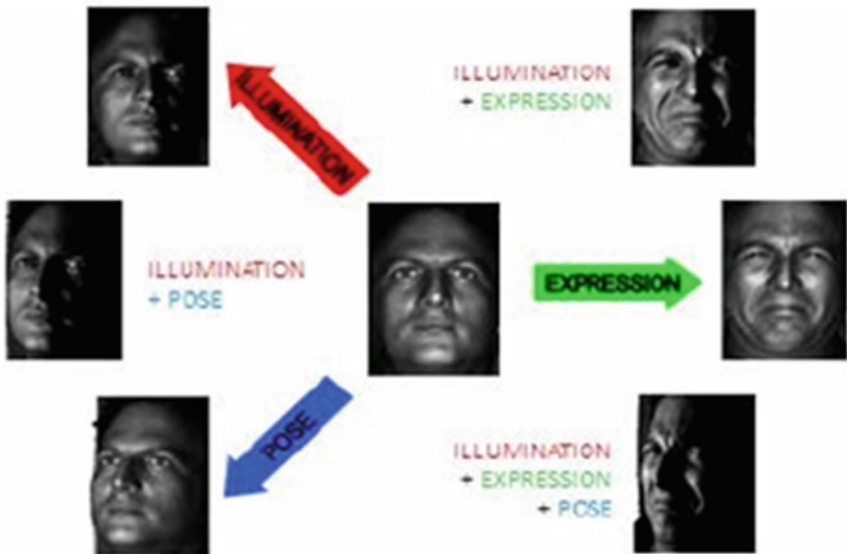 ILLUMINATION
ILLUMINATION
+ EXPRESSION
ILLUMINATION
+ POSE
EXPRESSION
POSE
ILLUMINATION
+ EXPRESSION
+ POSE